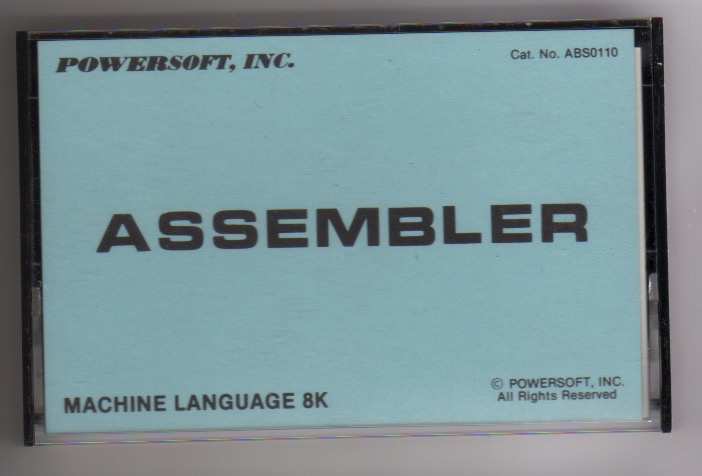 POWERSOFT, INC.
Cat. No. ABS0110
ASSEMBLER
MACHINE LANGUAGE 8K
© POWERSOFT, INC.
All Rights Reserved